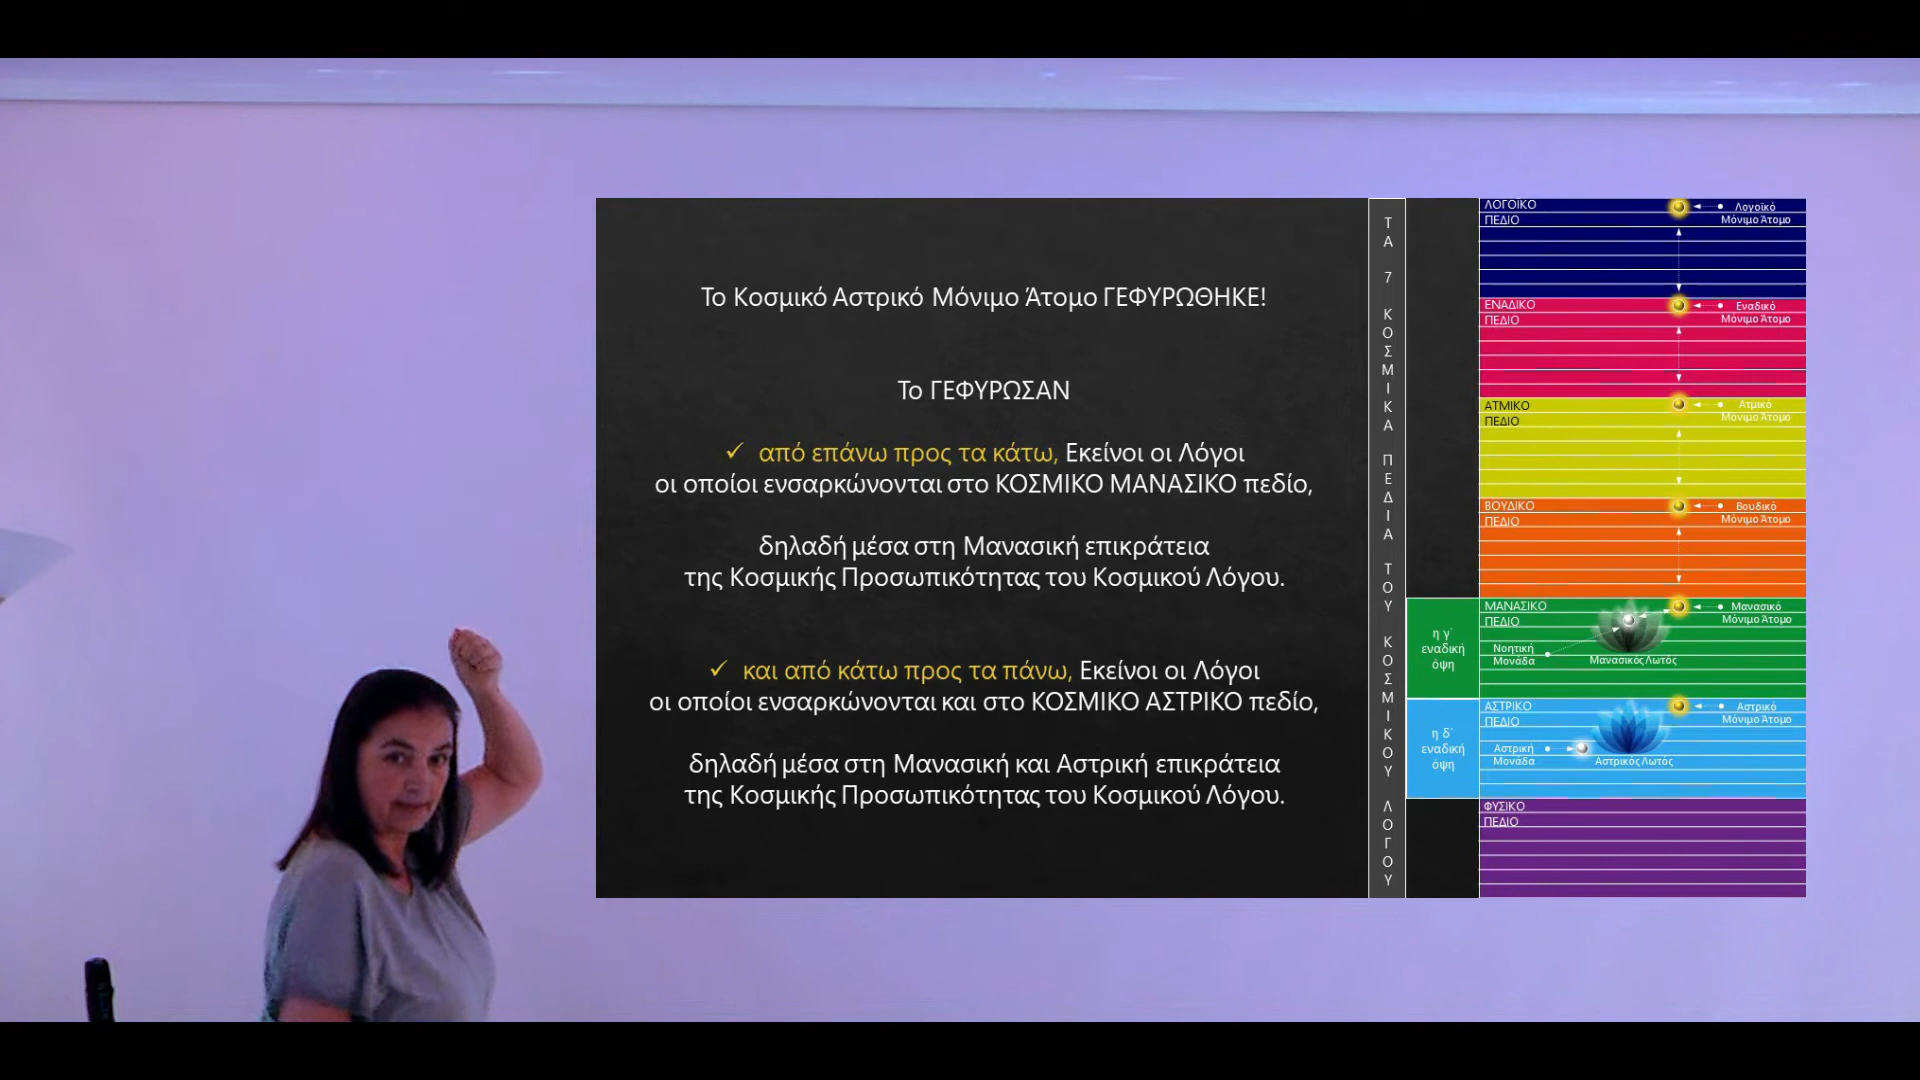 Το Κοσμικό Αστρικό Μόνιμο Άτομο ΓΕΦΥΡΩΘΗΚΕ!
Το ΓΕΦΥΡΩΣΑΝ
✓ από επάνω προς τα κάτω, Εκείνοι οι Λόγοι
οι οποίοι ενσαρκώνονται στο ΚΟΣΜΙΚΟ ΜΑΝΑΣΙΚΟ πεδίο,
δηλαδή μέσα στη Μανασική επικράτεια
της Κοσμικής Προσωπικότητας του Κοσμικού Λόγου.
✓ και από κάτω προς τα πάνω, Εκείνοι οι Λόγοι
οι οποίοι ενσαρκώνονται και στο ΚΟΣΜΙΚΟ ΑΣΤΡΙΚΟ πεδίο,
δηλαδή μέσα στη Μανασική και Αστρική επικράτεια
της Κοσμικής Προσωπικότητας του Κοσμικού Λόγου.
ΤΑ 7 ΚΟΣΜΙΚΑ ΠΕΔΙΑ ΤΟΥ ΚΟΣΜΙΚΟΥ ΛΟΓΟΥ
η γ΄
εναδική
όψη
η δ΄
εναδική
όψη
ΛΟΓΟΪΚΟ
ΠΕΔΙΟ
Λογοϊκό
Μόνιμο Άτομο
ΕΝΑΔΙΚΟ
ΠΕΔΙΟ
Εναδικό
Μόνιμο Άτομο
ΑΤΜΙΚΟ
ΠΕΔΙΟ
Ατμικό
Μόνιμο Άτομο
ΒΟΥΔΙΚΟ
ΠΕΔΙΟ
Βουδικό
Μόνιμο Άτομο
ΜΑΝΑΣΙΚΟ
ΠΕΔΙΟ
Μανασικό
Μόνιμο Άτομο
Νοητική
Μονάδα
Μανασικός Λωτός
ΑΣΤΡΙΚΟ
ΠΕΔΙΟ
Αστρικό
Μόνιμο Άτομο
Αστρική
Μονάδα
Αστρικός Λωτός
ΦΥΣΙΚΟ
ΠΕΔΙΟ